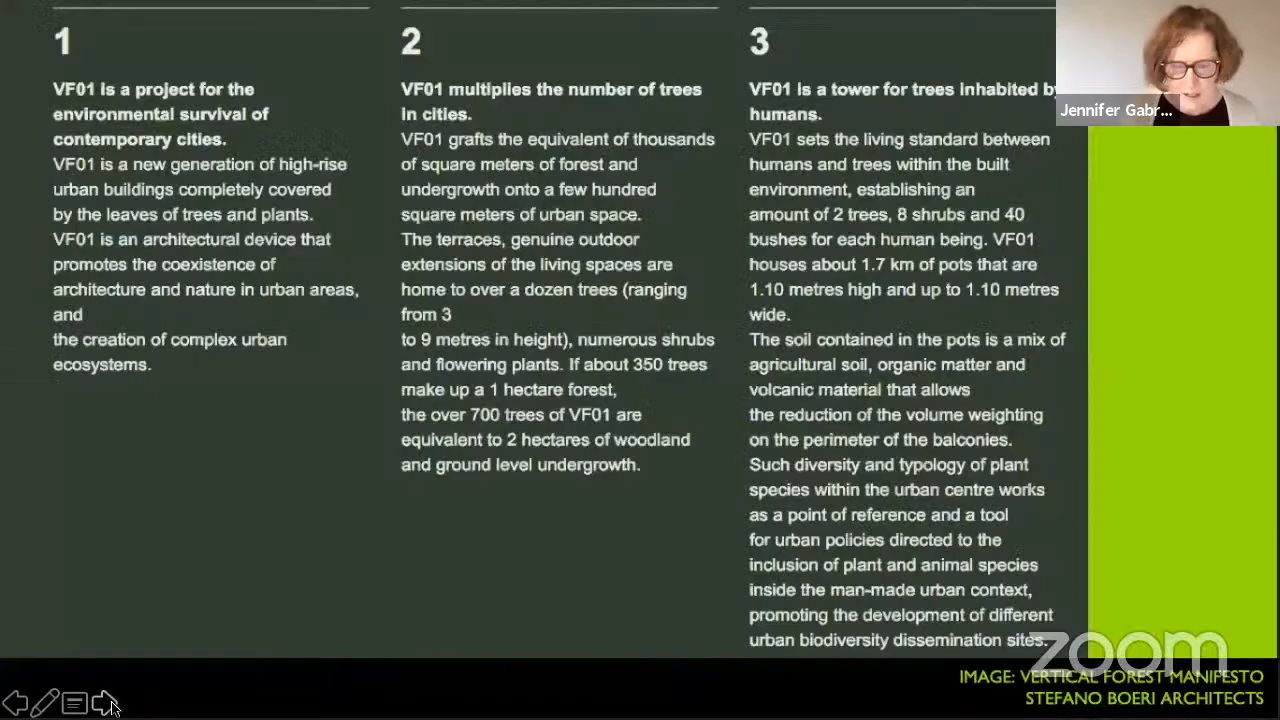 1
VF01 is a project for the
environmental survival of
contemporary cities.
VF01 is a new generation of high-rise
urban buildings completely covered
by the leaves of trees and plants.
VF01 is an architectural device that
promotes the coexistence of
architecture and nature in urban areas,
and
the creation of complex urban
ecosystems.
2
VF01 multiplies the number of trees
in cities.
VF01 grafts the equivalent of thousands
of square meters of forest and
undergrowth onto a few hundred
square meters of urban space.
The terraces, genuine outdoor
extensions of the living spaces are
home to over a dozen trees (ranging
from 3
to 9 metres in height), numerous shrubs
and flowering plants. If about 350 trees
make up a 1 hectare forest,
the over 700 trees of VF01 are
equivalent to 2 hectares of woodland
and ground level undergrowth.
3
VF01 is a tower for trees inhabited by
humans.
VF01 sets the living standard between
humans and trees within the built
environment, establishing an
amount of 2 trees, 8 shrubs and 40
bushes for each human being. VF01
houses about 1.7 km of pots that are
1.10 metres high and up to 1.10 metres
wide.
The soil contained in the pots is a mix of
agricultural soil, organic matter and
volcanic material that allows
the reduction of the volume weighting
on the perimeter of the balconies.
Such diversity and typology of plant
species within the urban centre works
as a point of reference and a tool
for urban policies directed to the
inclusion of plant and animal species
inside the man-made urban context,
promoting the development of different
urban biodiversity dissemination sites.
Jennifer Gabr...
zoom
IMAGE: VERTICAL FOREST MANIFESTO
STEFANO BOERI ARCHITECTS